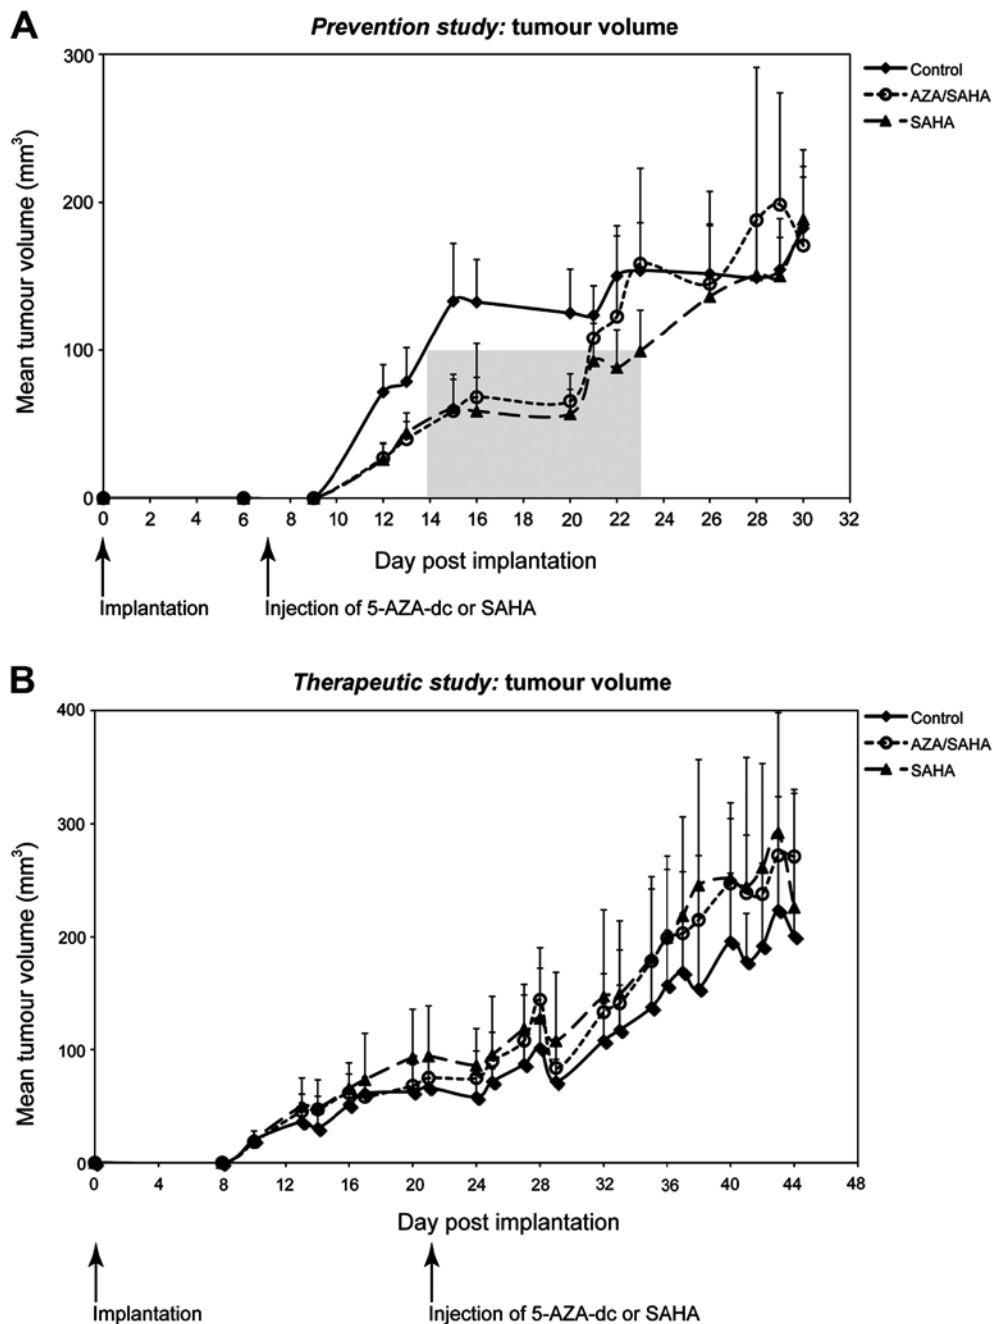 A
Prevention study: tumour volume
300
200
100
0
Mean tumour volume (mm³)
Control
AZA/SAHA
SAHA
0 2 4 6 8 10 12 14 16 18 20 22 24 26 28 30 32
Day post implantation
Implantation
Injection of 5-AZA-dc or SAHA
B
Therapeutic study: tumour volume
400
300
200
100
0
Mean tumour volume (mm³)
Control
AZA/SAHA
SAHA
0 4 8 12 16 20 24 28 32 36 40 44 48
Day post implantation
Implantation
Injection of 5-AZA-dc or SAHA